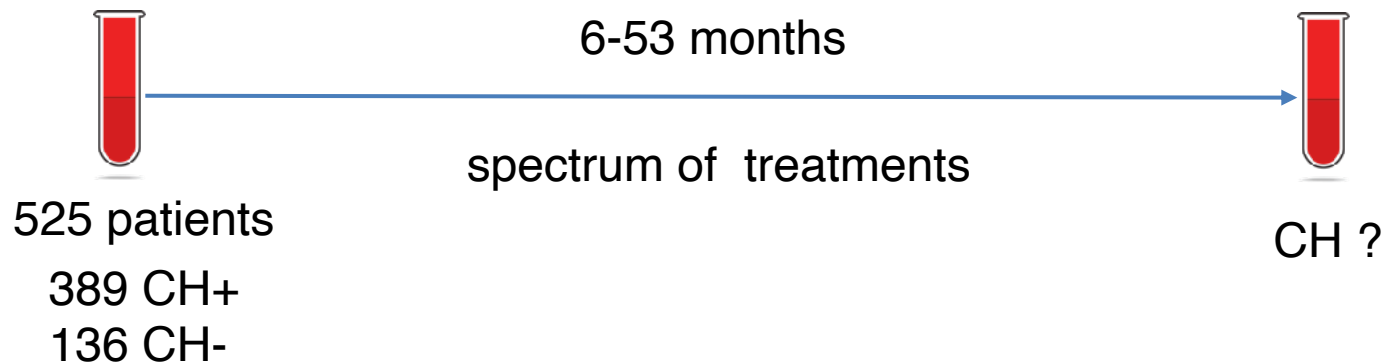 6-53 months
spectrum of treatments
525 patients
389 CH+
136 CH-
CH ?